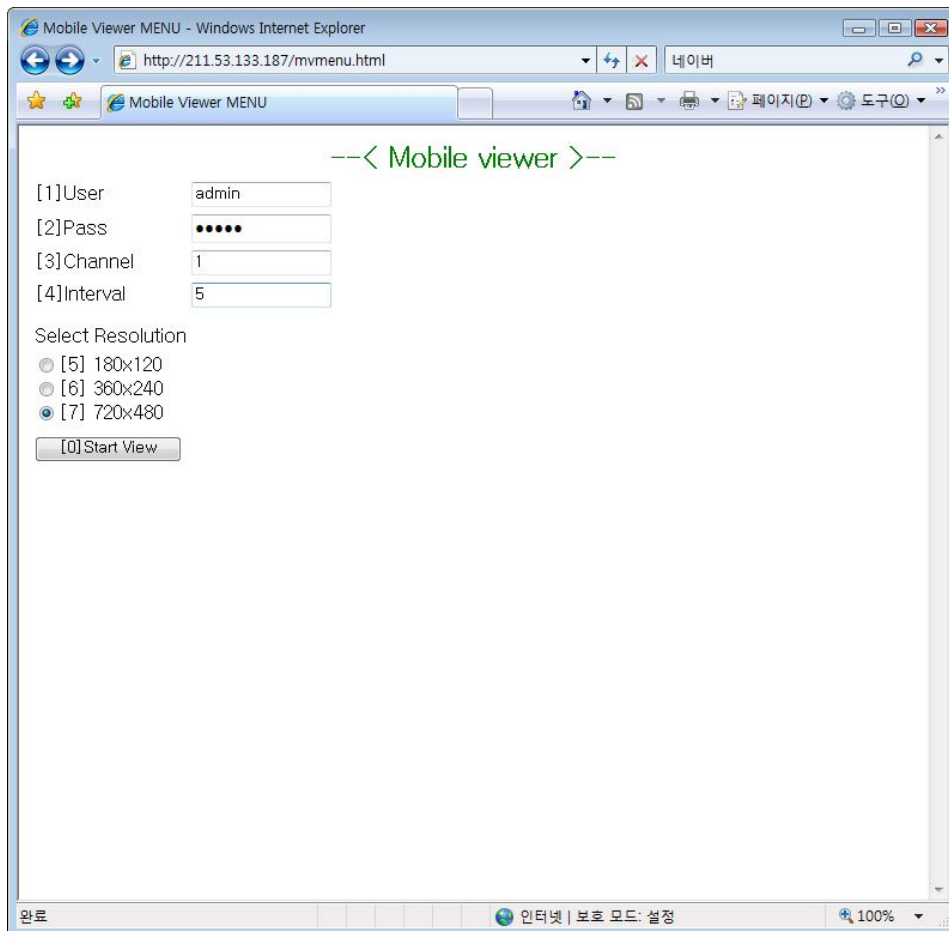 Mobile Viewer MENU - Windows Internet Explorer
http://211.53.133.187/mvmenu.html
네이버
Mobile Viewer MENU
페이지(P)
도구(O)
--< Mobile viewer >--
[1]User admin
[2]Pass •••••
[3]Channel 1
[4]Interval 5
Select Resolution
[5] 180x120
[6] 360x240
[7] 720x480
[0]Start View
완료
인터넷 | 보호 모드: 설정
100%